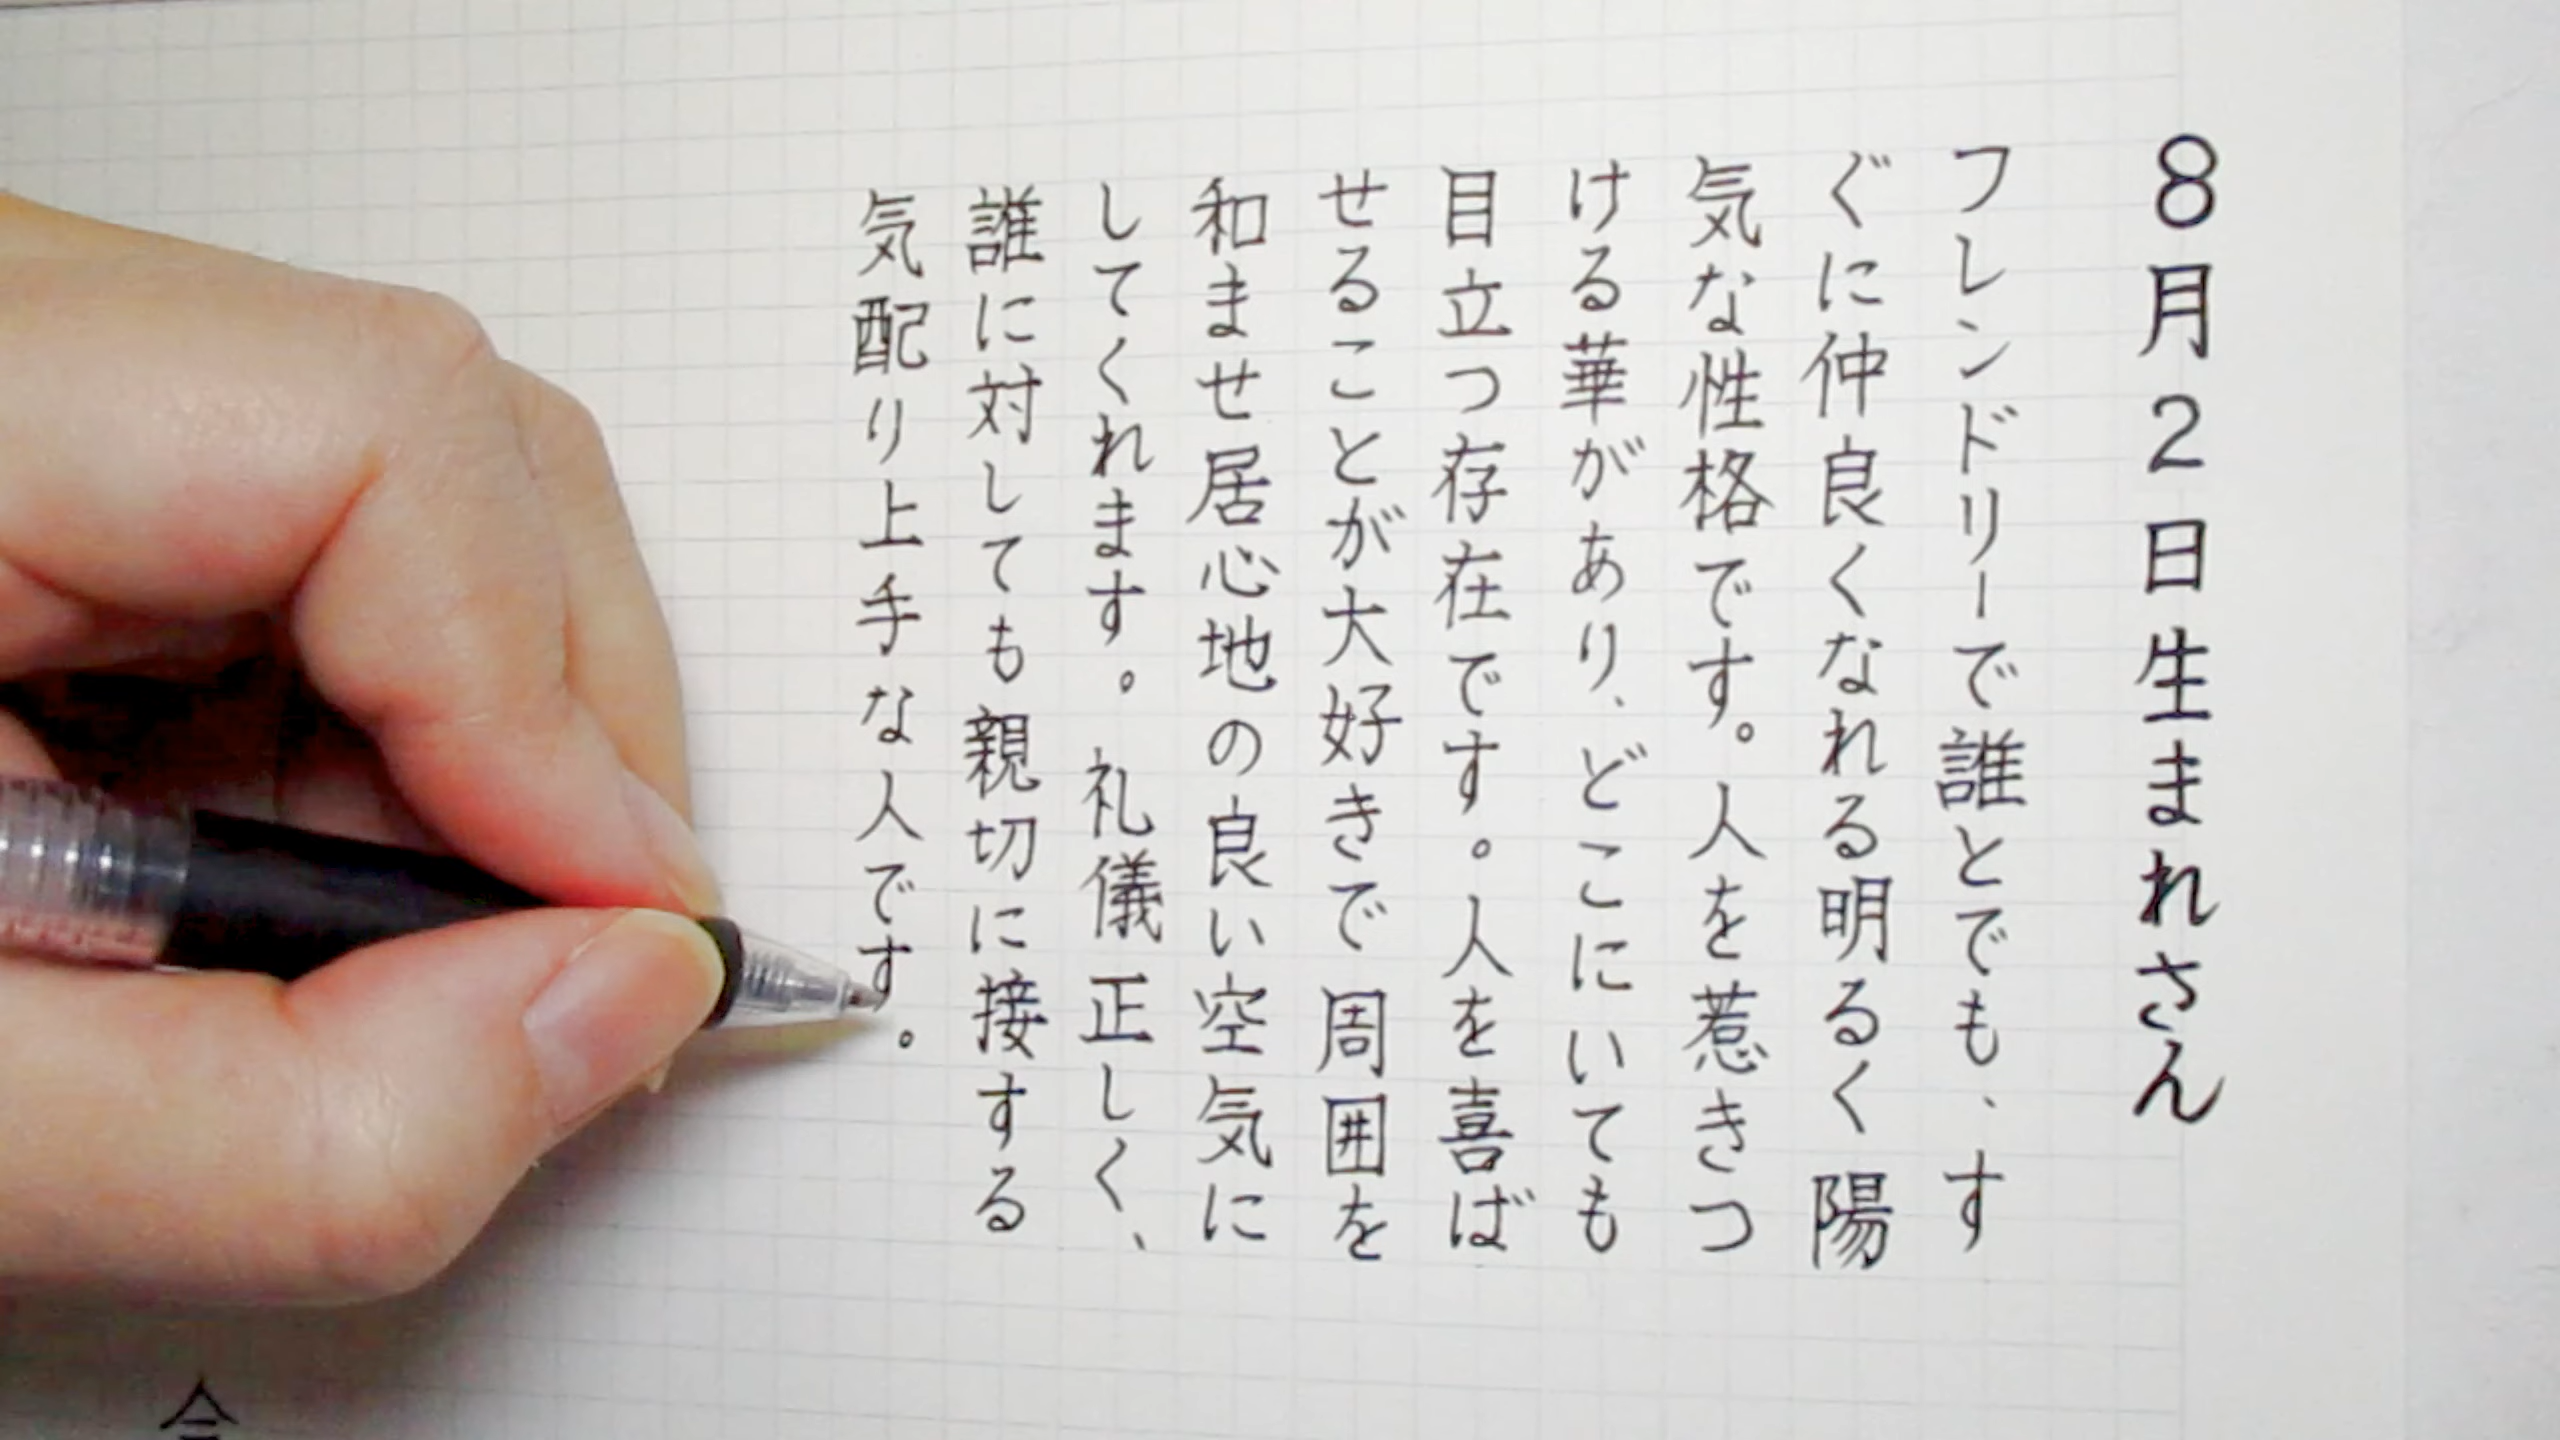 8月2日生まれさん
フレンドリーで誰とでも、す
ぐに仲良くなれる明るく陽
気な性格です。人を惹きつ
ける華があり、どこにいても
目立つ存在です。人を喜ば
せることが大好きで周囲を
和ませ居心地の良い空気に
してくれます。礼儀正しく、
誰に対しても親切に接する
気配り上手な人です。